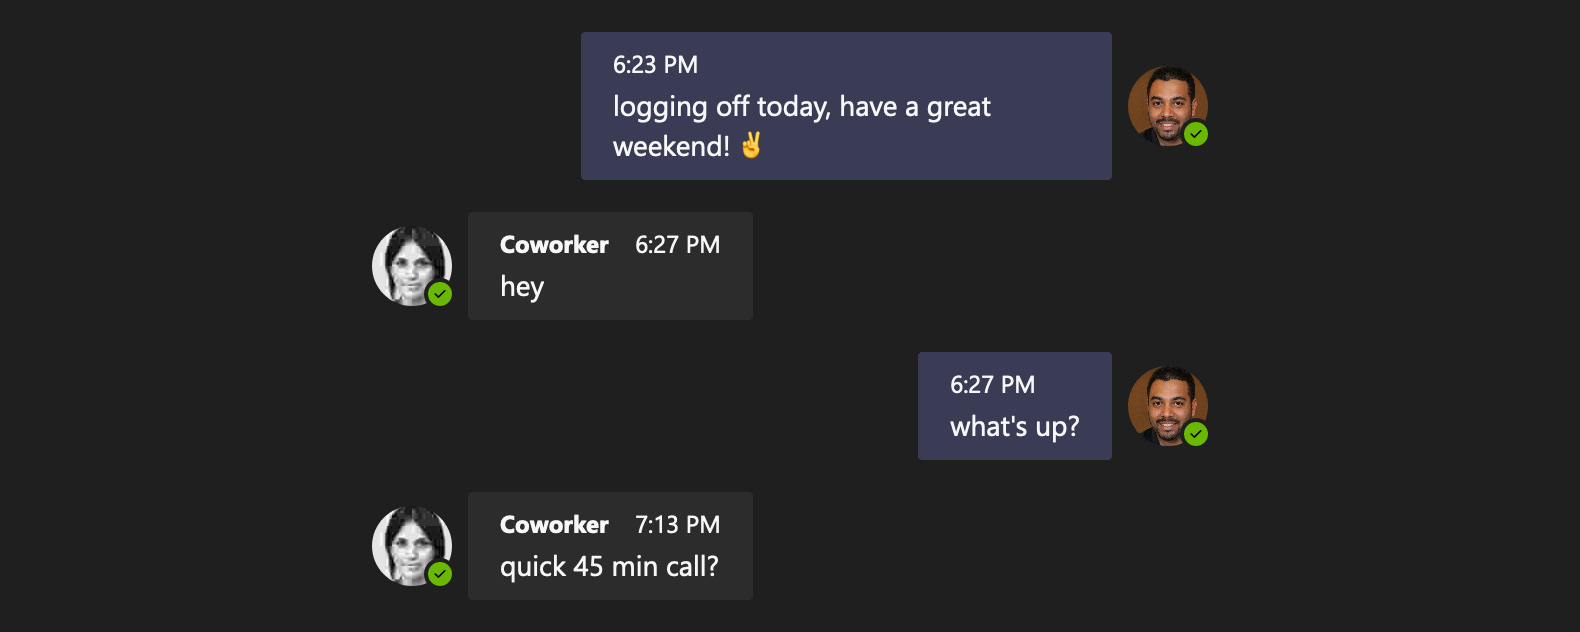 6:23 PM
logging off today, have a great
weekend! ✌️
Coworker 6:27 PM
hey
6:27 PM
what's up?
Coworker 7:13 PM
quick 45 min call?